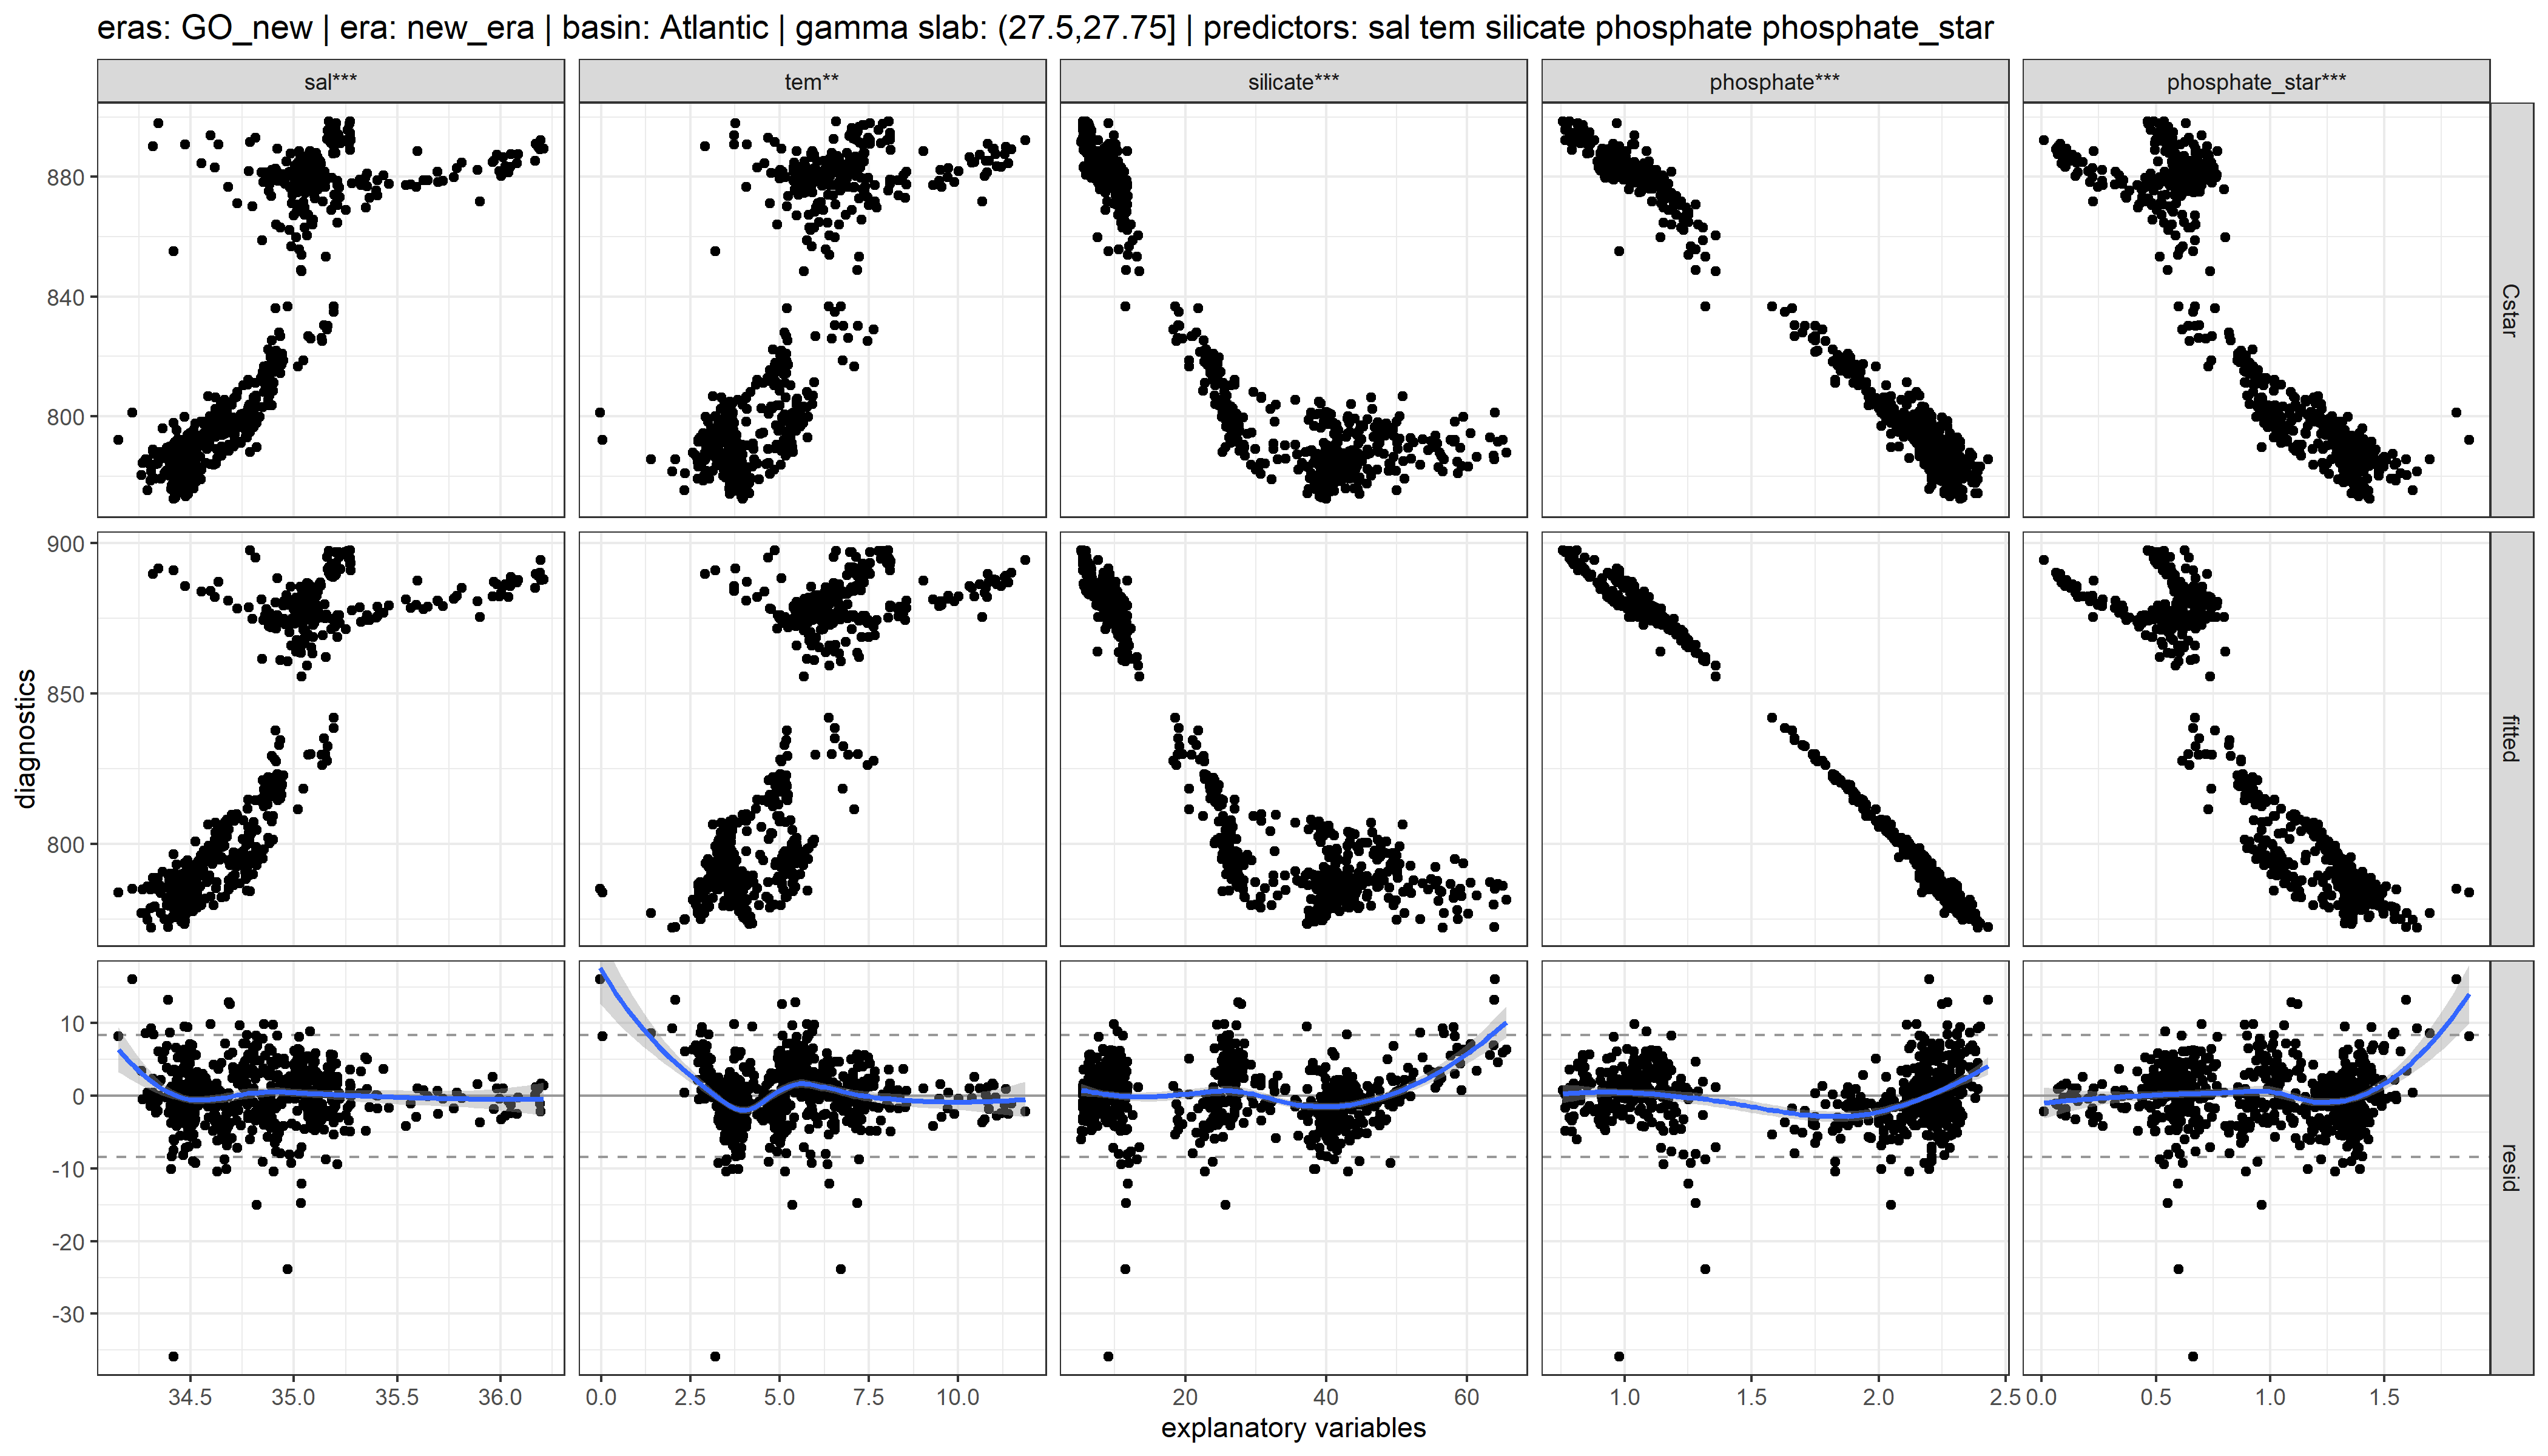 eras: GO_new | era: new_era | basin: Atlantic | gamma slab: (27.5,27.75] | predictors: sal tem silicate phosphate phosphate_star
sal*** tem** silicate*** phosphate*** phosphate_star***
880
840
800
Cstar
900
850
800
fitted
diagnostics
10
0
-10
-20
-30
resid
34.5 35.0 35.5 36.0 0.0 2.5 5.0 7.5 10.0 20 40 60 1.0 1.5 2.0 2.5 0.0 0.5 1.0 1.5
explanatory variables